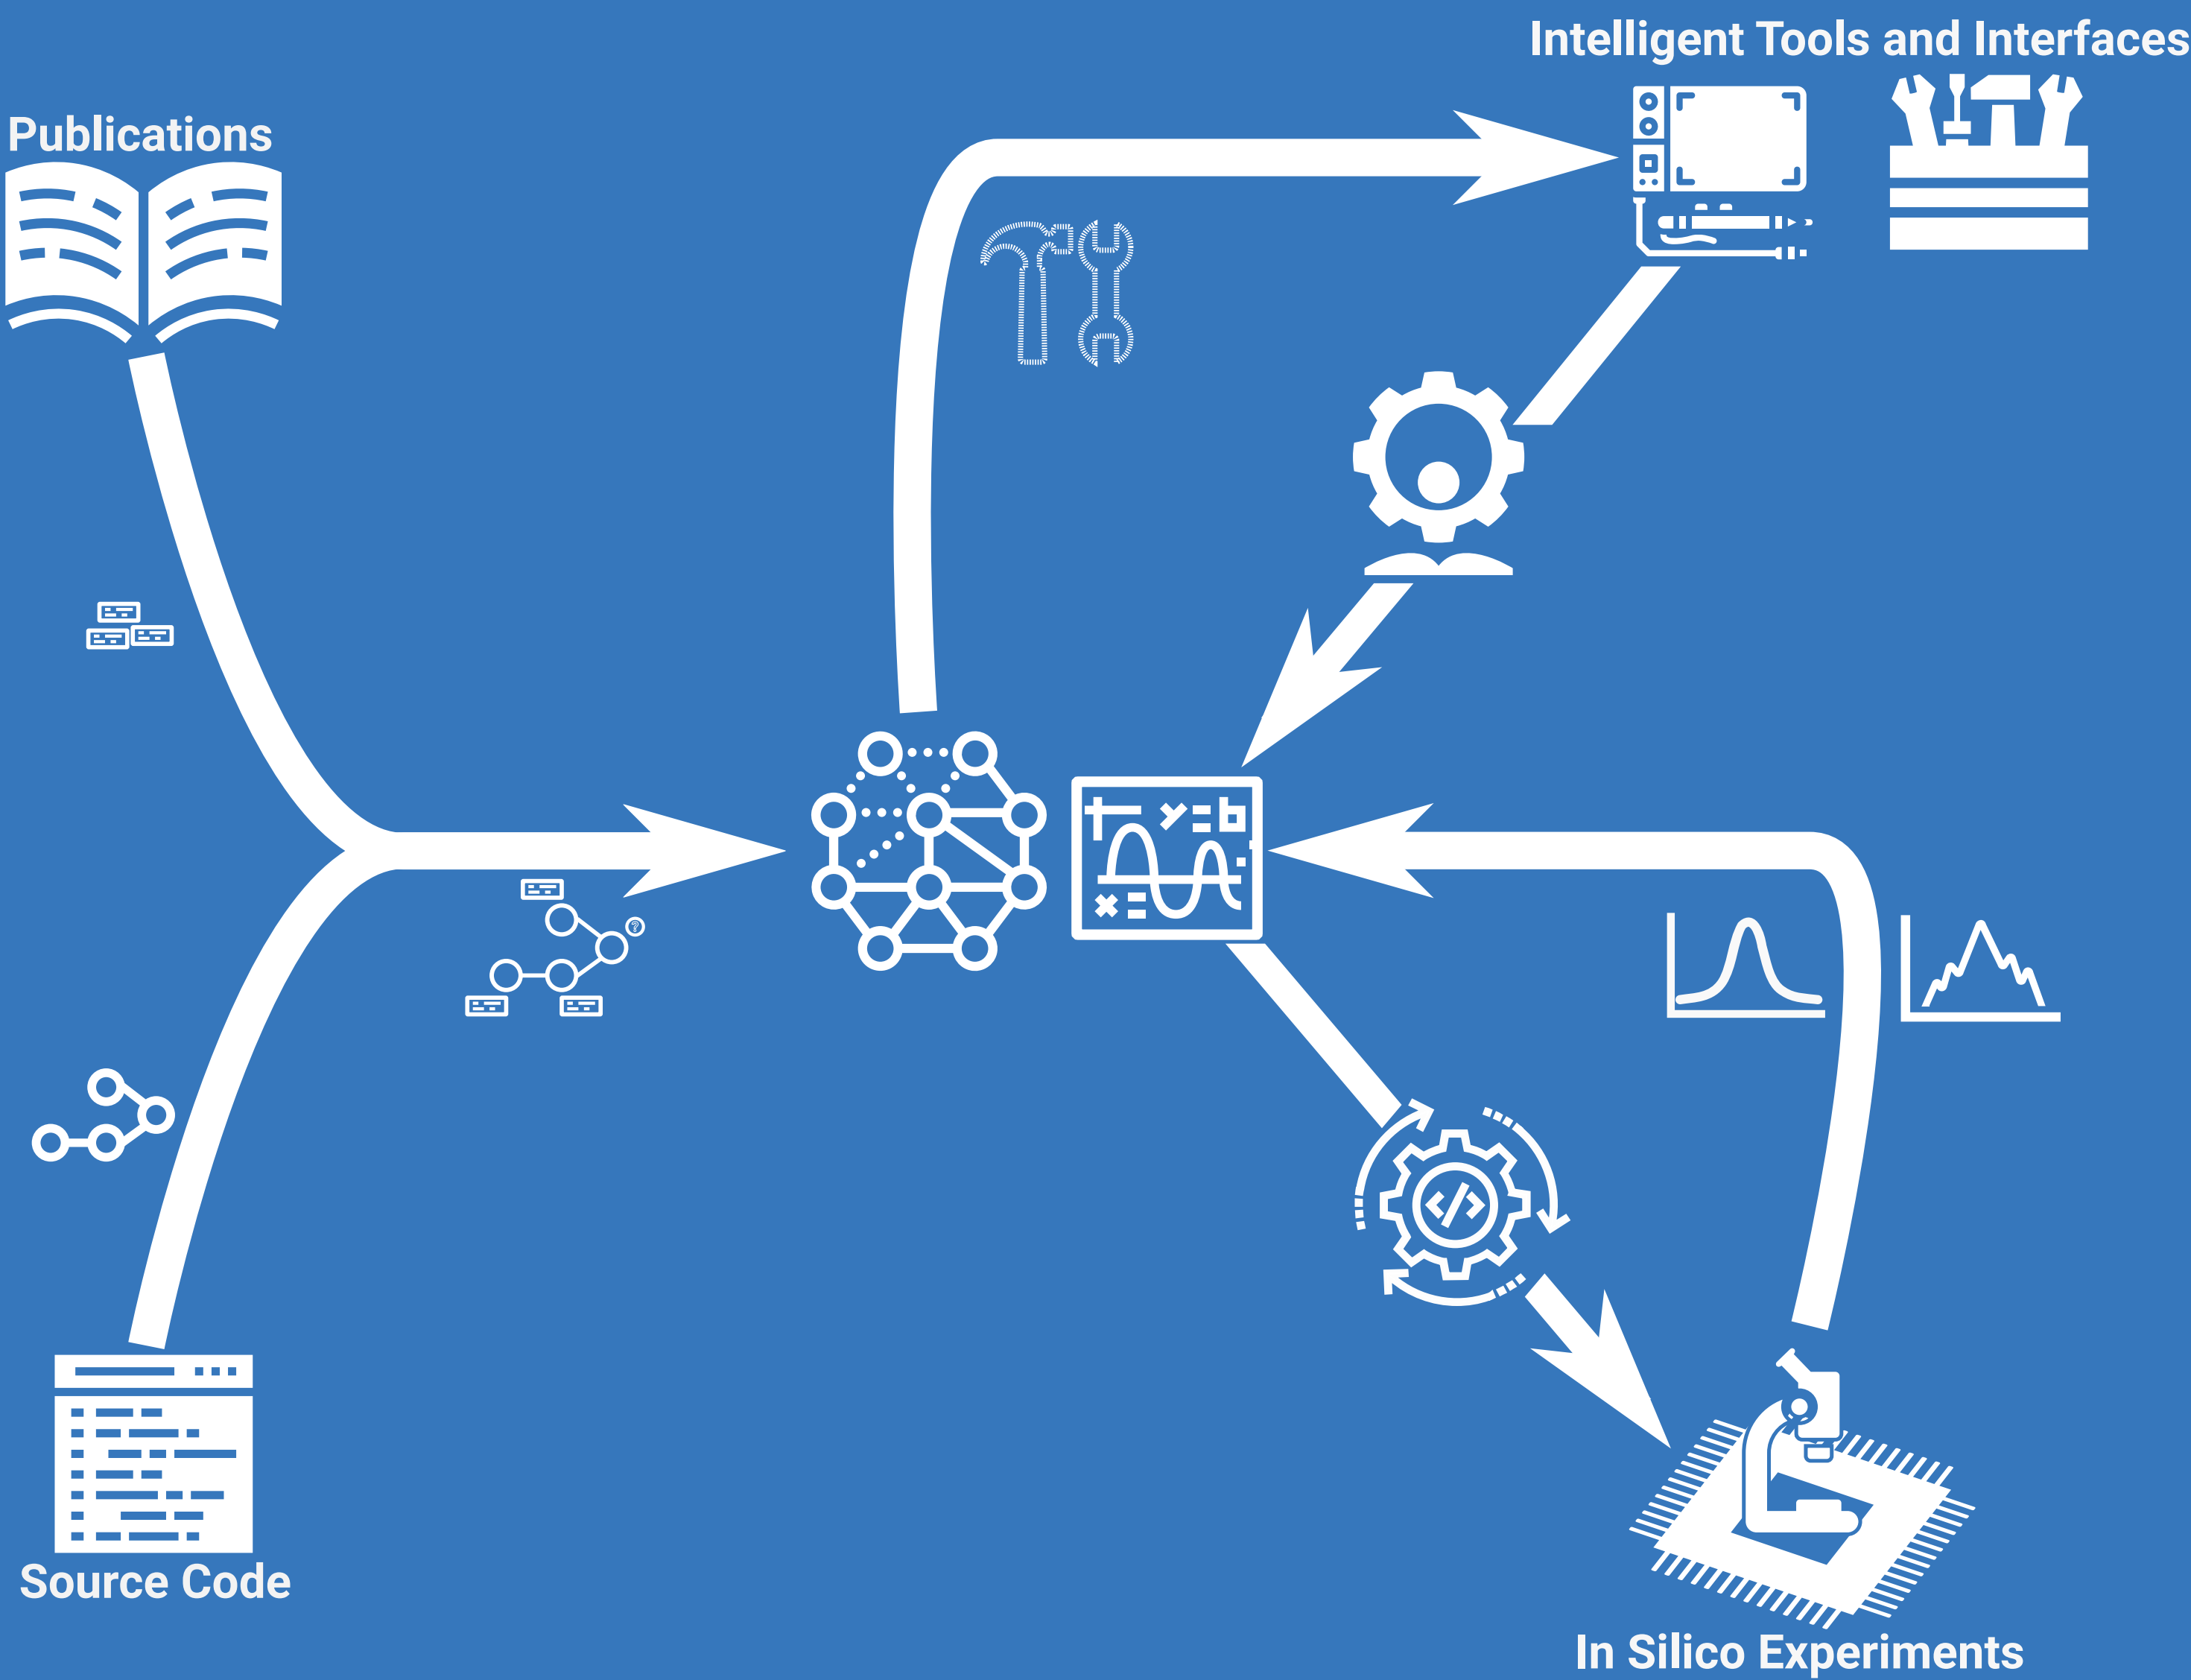 Intelligent Tools and Interfaces
Publications
Source Code
In Silico Experiments